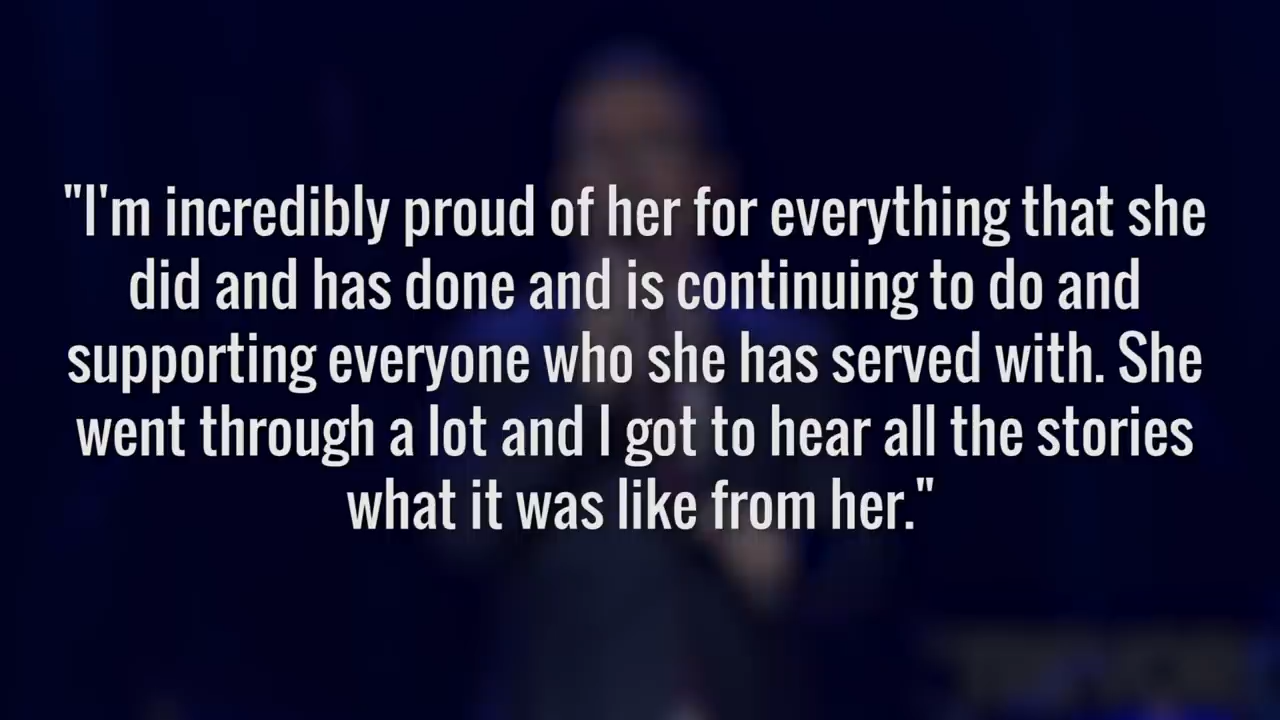 "I'm incredibly proud of her for everything that she
did and has done and is continuing to do and
supporting everyone who she has served with. She
went through a lot and I got to hear all the stories
what it was like from her."